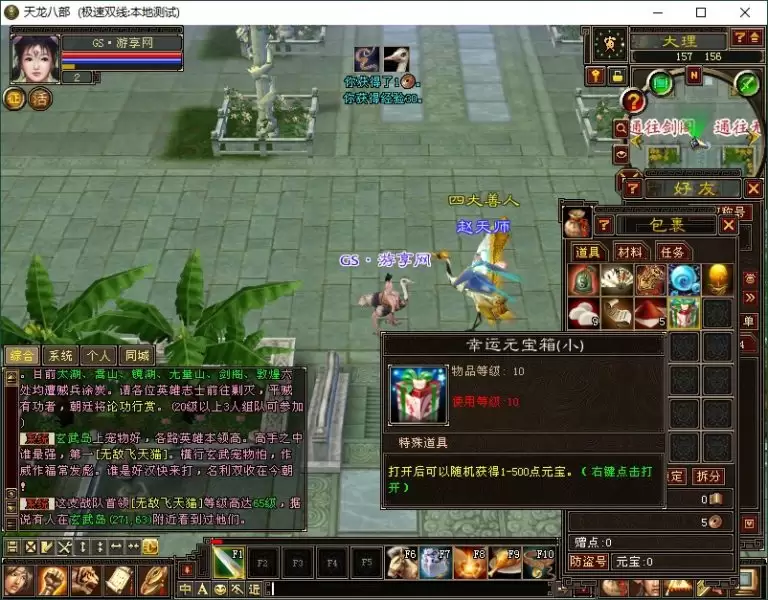 天龙八部 (极速双线:本地测试)
GS·游享网
2
你获得了1
你获得经验60。
大理
157 156
N
通往剑阁
好友
包裹
道具 材料 任务
四大善人
赵天师
GS·游享网
综合 系统 个人 同城
。目前太湖、嵩山、镜湖、无量山、剑阁、敦煌六
处均遭贼兵涂炭。请各位英雄志士前往剿灭,平贼
有功者,朝廷将论功行赏。(20级以上3人组队可参加
)
玄武岛上宠物好,各路英雄本领高。高手之中
谁最强,第一[无敌飞天猫]。横行玄武宠物怕,作
威作福常发彪。谁是好汉快来打,名利双收在今朝
!
这支战队首领[无敌飞天猫]等级高达65级,据
说有人在玄武岛(271,63)附近看到过他们。
幸运元宝箱(小)
物品等级: 10
使用等级:10
特殊道具
打开后可以随机获得1-500点元宝。(右键点击打
开)
定 拆分
0
5
赠点:0
防盗号 元宝:0
F1 F2 F3 F4 F5 F6 F7 F8 F9 F10
中 A 近